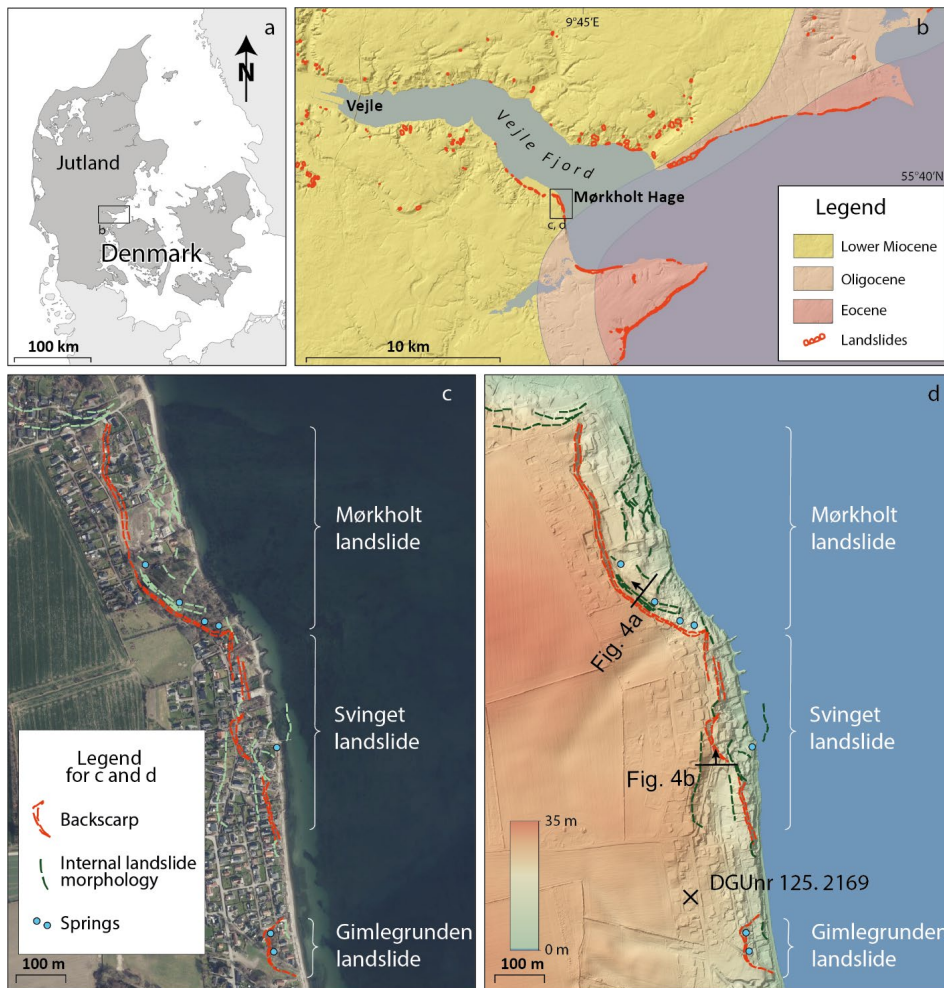 a
N
Jutland
b
Denmark
100 km
9°45'E
b
Vejle
Vejle Fjord
55°40'N
Mørkholt Hage
c, d
Legend
Lower Miocene
Oligocene
Eocene
Landslides
10 km
c
Mørkholt
landslide
Svinget
landslide
Legend
for c and d
Backscarp
Internal landslide
morphology
Springs
Gimlegrunden
landslide
100 m
d
Mørkholt
landslide
Fig. 4a
Svinget
landslide
Fig. 4b
35 m
0 m
DGUnr 125. 2169
Gimlegrunden
landslide
100 m